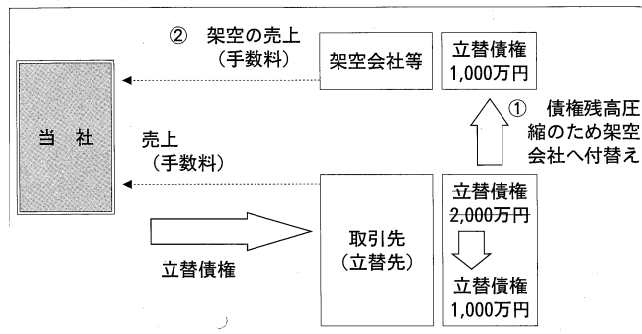 ② 架空の売上
（手数料）
架空会社等
立替債権
1,000万円
① 債権残高圧
縮のため架空
会社へ付替え
当 社
売上
（手数料）
立替債権
取引先
（立替先）
立替債権
2,000万円
立替債権
1,000万円